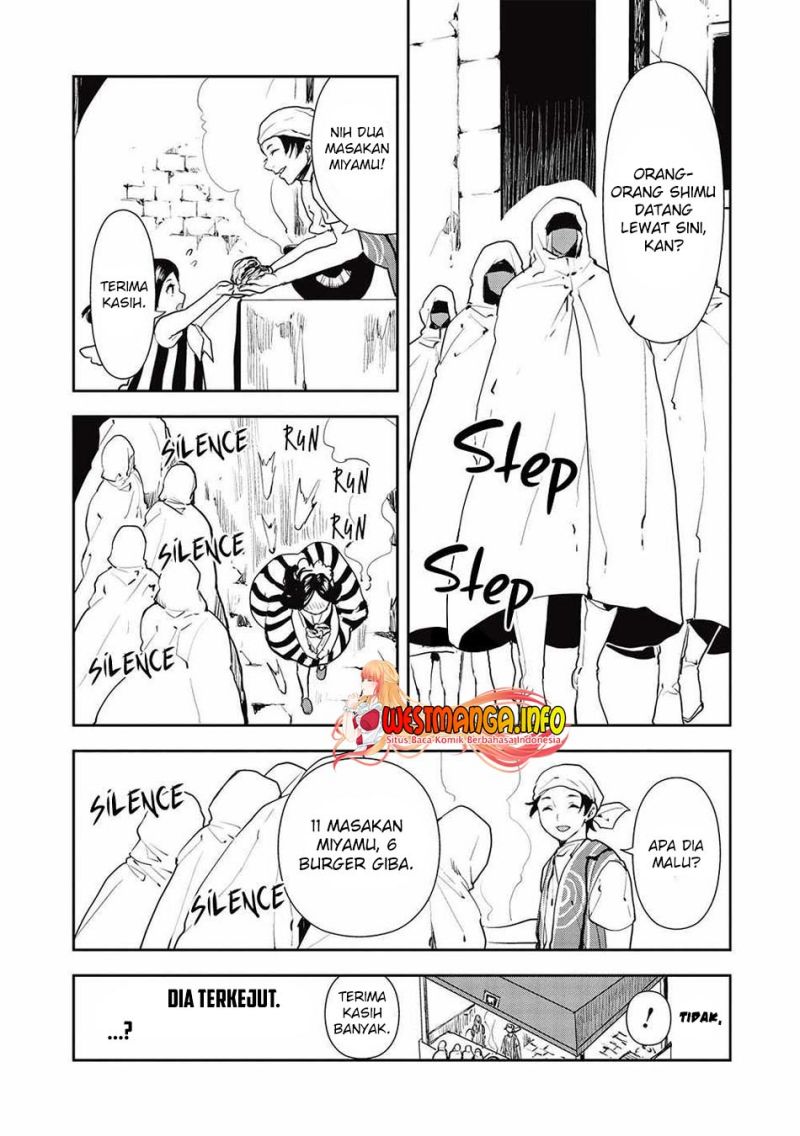 ORANG-
ORANG SHIMU
DATANG
LEWAT SINI,
KAN?
Step
Step
NIH DUA
MASAKAN
MIYAMU!
TERIMA
KASIH.
SILENCE
RUN
RUN
RUN
SILENCE
SILENCE
WESTMANGA.INFO
Situs Baca Komik Berbahasa Indonesia
APA DIA
MALU?
11 MASAKAN
MIYAMU, 6
BURGER GIBA.
SILENCE
SILENCE
TIDAK,
!
TERIMA
KASIH
BANYAK.
DIA TERKEJUT.
...?